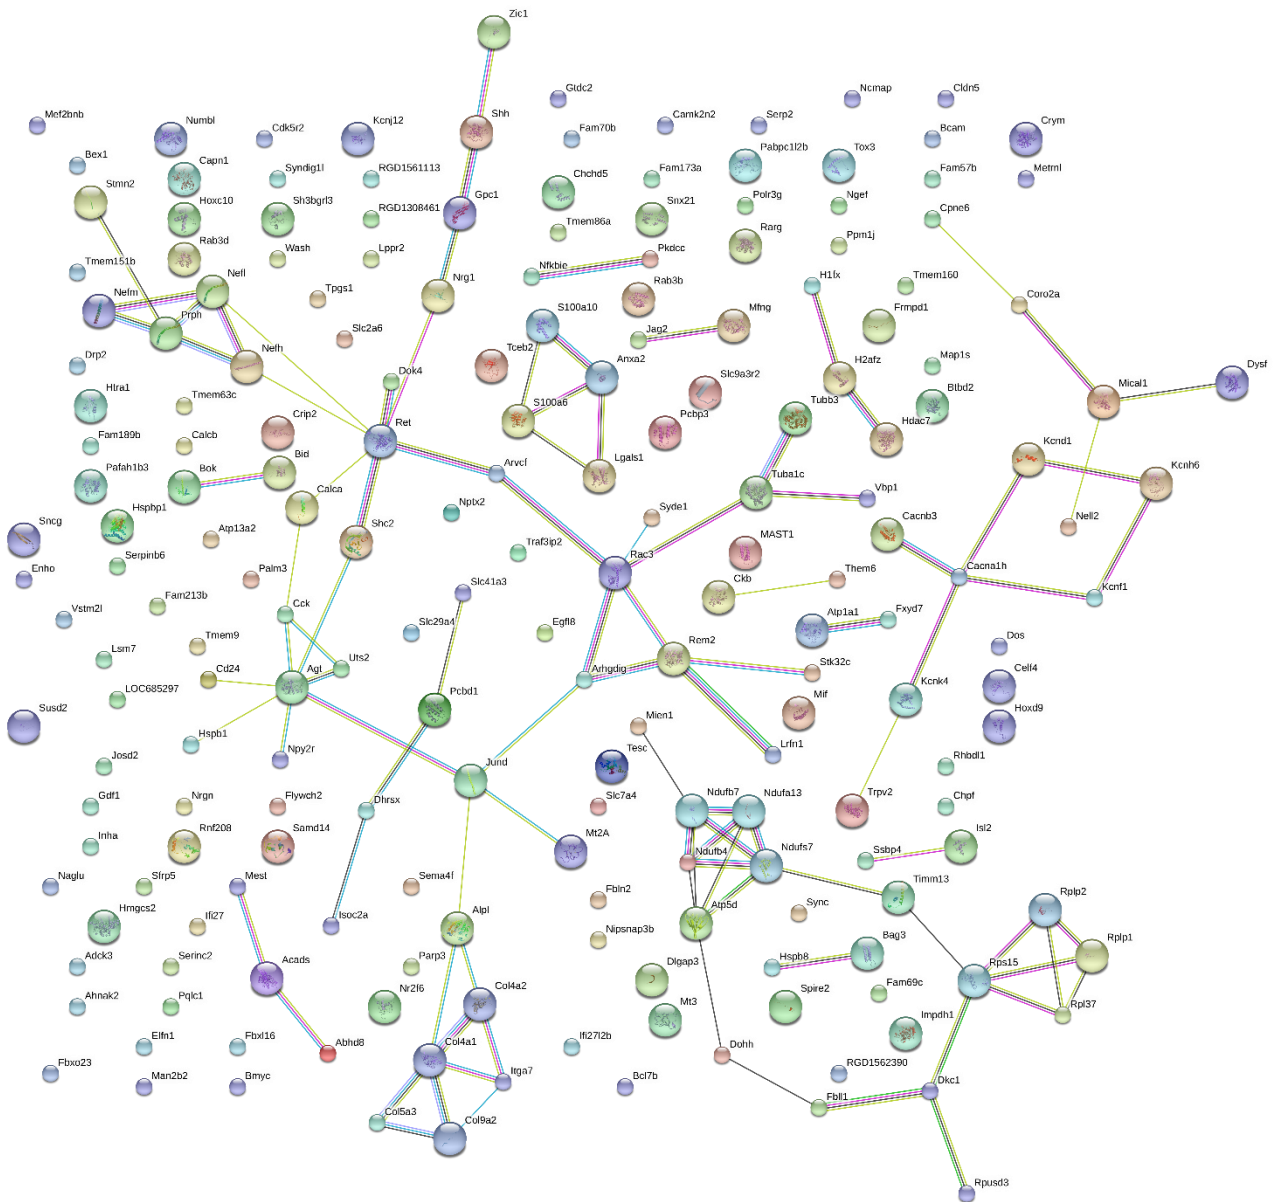 Zic1
Gtdc2
Ncmap
Cldn5
Mef2bnb
Numbl
Cdk5r2
Kcnj12
Shh
Fam70b
Camk2n2
Serp2
Bcam
Crym
Bex1
Capn1
Syndig1l
RGD1561113
Pabpc1l2b
Tox3
Fam57b
Metrnl
Stmn2
Chchd5
Fam173a
Hoxc10
Sh3bgrl3
RGD1308461
Gpc1
Snx21
Polr3g
Ngef
Cpne6
Tmem86a
Rab3d
Wash
Lppr2
Rarg
Ppm1j
Tmem151b
Nefl
Nfkbie
Pkdcc
Nefm
Tpgs1
Nrg1
Rab3b
H1fx
Tmem160
Coro2a
Prph
S100a10
Mfng
Frmpd1
Slc2a6
Jag2
Drp2
Nefh
Tceb2
Anxa2
H2afz
Map1s
Dysf
Dok4
Slc9a3r2
Htra1
Tmem63c
S100a6
Tubb3
Btbd2
Mical1
Crip2
Ret
Pcbp3
Hdac7
Fam189b
Calcb
Kcnd1
Kcnh6
Pafah1b3
Bok
Bid
Arvcf
Lgals1
Tuba1c
Vbp1
Calca
Nptx2
Syde1
Nell2
Hspbp1
Cacnb3
Sncg
Atp13a2
Shc2
Traf3ip2
MAST1
Serpinb6
Rac3
Enho
Palm3
Ckb
Them6
Cacna1h
Slc41a3
Kcnf1
Fam213b
Cck
Vstm2l
Slc29a4
Egfl8
Atp1a1
Fxyd7
Tmem9
Dos
Lsm7
Rem2
Cd24
Agt
Uts2
Arhgdig
Stk32c
Celf4
LOC685297
Pcbd1
Kcnk4
Susd2
Mif
Hoxd9
Hspb1
Npy2r
Mien1
Lrfn1
Josd2
Jund
Tesc
Rhbdl1
Gdf1
Nrgn
Flywch2
Dhrsx
Slc7a4
Ndufb7
Ndufa13
Trpv2
Chpf
Inha
Rnf208
Samd14
Mt2A
Ndufb4
Ndufs7
Ssbp4
Isl2
Naglu
Sfrp5
Mest
Sema4f
Fbln2
Timm13
Hmgcs2
Ifi27
Isoc2a
Alpl
Atp5d
Sync
Rplp2
Nipsnap3b
Adck3
Serinc2
Acads
Parp3
Dlgap3
Hspb8
Bag3
Rps15
Rplp1
Ahnak2
Pqlc1
Nr2f6
Col4a2
Mt3
Spire2
Fam69c
Rpl37
Elfn1
Fbxl16
Abhd8
Ifi27l2b
Impdh1
Fbxo23
Col4a1
Dohh
RGD1562390
Man2b2
Bmyc
Itga7
Bcl7b
Dkc1
Col5a3
Fbll1
Col9a2
Rpusd3